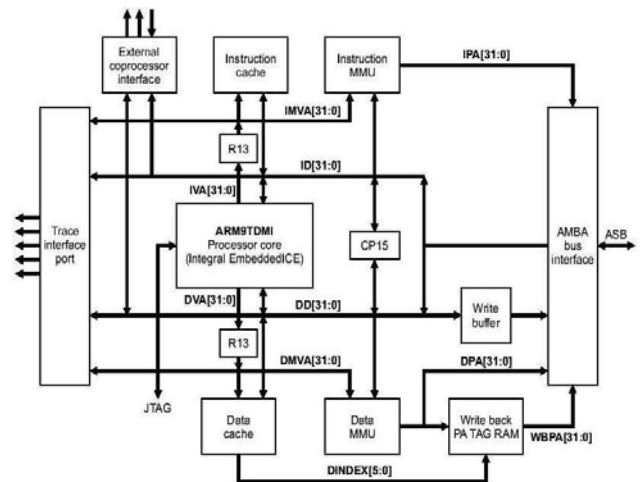 External
coprocessor
interface
Instruction
cache
Instruction
MMU
IPA[31:0]
IMVA[31:0]
R13
ID[31:0]
IVA[31:0]
Trace
interface
port
ARM9TDMI
Processor core
(Integral EmbeddedICE)
CP15
AMBA
bus
interface
ASB
DVA[31:0]
DD[31:0]
Write
buffer
R13
DMVA[31:0]
DPA[31:0]
JTAG
Data
cache
Data
MMU
Write back
PA TAG RAM
WBPA[31:0]
DINDEX[5:0]